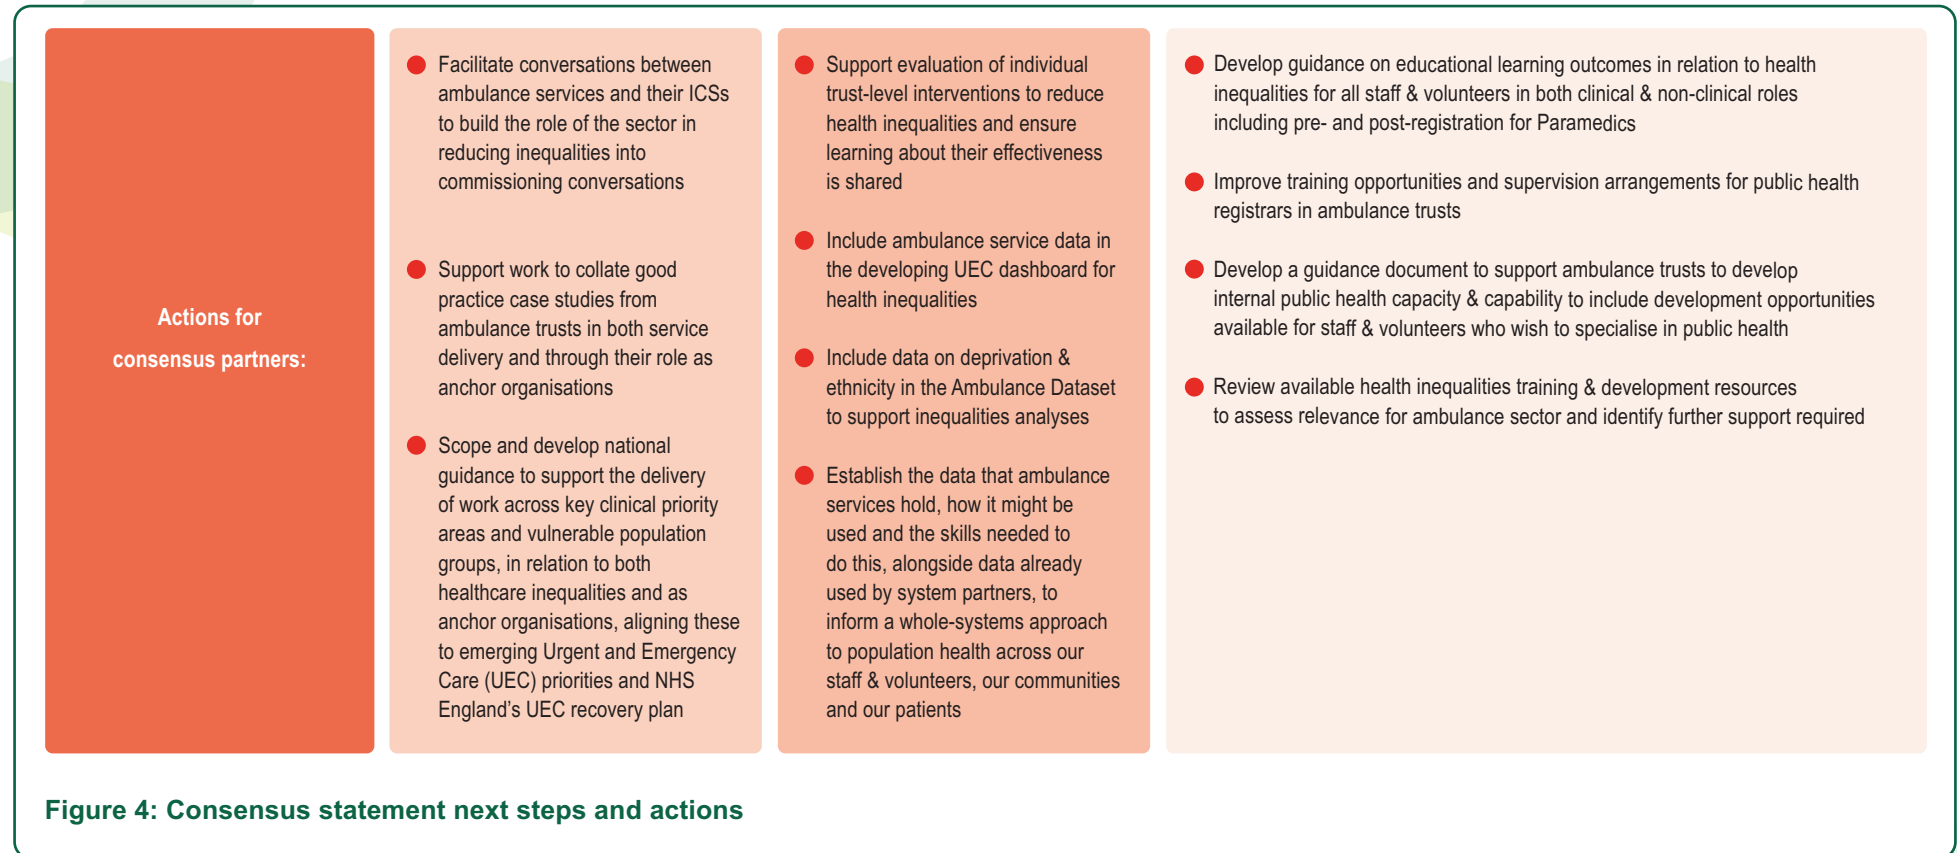 Actions for
consensus partners:
Facilitate conversations between
ambulance services and their ICSs
to build the role of the sector in
reducing inequalities into
commissioning conversations
Support work to collate good
practice case studies from
ambulance trusts in both service
delivery and through their role as
anchor organisations
Scope and develop national
guidance to support the delivery
of work across key clinical priority
areas and vulnerable population
groups, in relation to both
healthcare inequalities and as
anchor organisations, aligning these
to emerging Urgent and Emergency
Care (UEC) priorities and NHS
England’s UEC recovery plan
Support evaluation of individual
trust-level interventions to reduce
health inequalities and ensure
learning about their effectiveness
is shared
Include ambulance service data in
the developing UEC dashboard for
health inequalities
Include data on deprivation &
ethnicity in the Ambulance Dataset
to support inequalities analyses
Establish the data that ambulance
services hold, how it might be
used and the skills needed to
do this, alongside data already
used by system partners, to
inform a whole-systems approach
to population health across our
staff & volunteers, our communities
and our patients
Develop guidance on educational learning outcomes in relation to health
inequalities for all staff & volunteers in both clinical & non-clinical roles
including pre- and post-registration for Paramedics
Improve training opportunities and supervision arrangements for public health
registrars in ambulance trusts
Develop a guidance document to support ambulance trusts to develop
internal public health capacity & capability to include development opportunities
available for staff & volunteers who wish to specialise in public health
Review available health inequalities training & development resources
to assess relevance for ambulance sector and identify further support required
Figure 4: Consensus statement next steps and actions